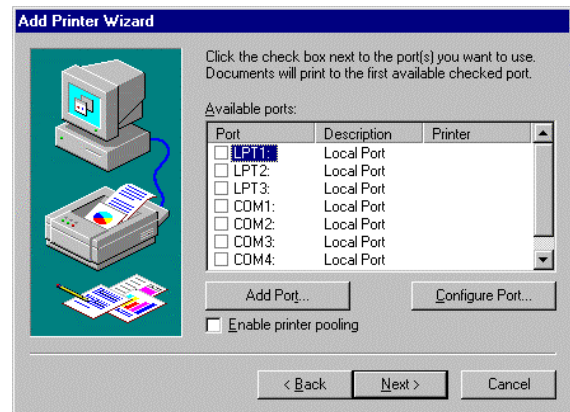 Add Printer Wizard
Click the check box next to the port(s) you want to use.
Documents will print to the first available checked port.
Available ports:
Port Description Printer
LPT1: Local Port
LPT2: Local Port
LPT3: Local Port
COM1: Local Port
COM2: Local Port
COM3: Local Port
COM4: Local Port
Add Port... Configure Port...
Enable printer pooling
< Back Next > Cancel